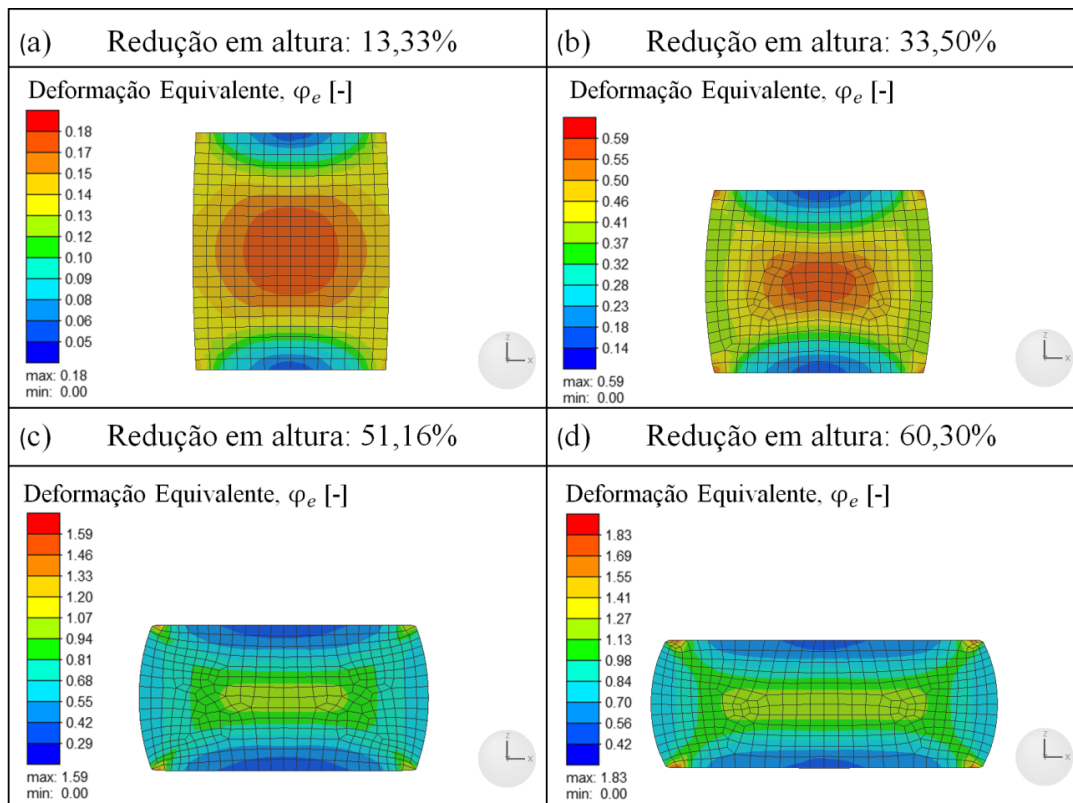 (a) Redução em altura: 13,33%
Deformação Equivalente, φe [-]
0.18
0.17
0.15
0.14
0.13
0.12
0.10
0.09
0.08
0.06
0.05
max: 0.18
min: 0.00
z
x
(b) Redução em altura: 33,50%
Deformação Equivalente, φe [-]
0.59
0.55
0.50
0.46
0.41
0.37
0.32
0.28
0.23
0.18
0.14
max: 0.59
min: 0.00
z
x
(c) Redução em altura: 51,16%
Deformação Equivalente, φe [-]
1.59
1.46
1.33
1.20
1.07
0.94
0.81
0.68
0.55
0.42
0.29
max: 1.59
min: 0.00
z
x
(d) Redução em altura: 60,30%
Deformação Equivalente, φe [-]
1.83
1.69
1.55
1.41
1.27
1.13
0.98
0.84
0.70
0.56
0.42
max: 1.83
min: 0.00
z
x